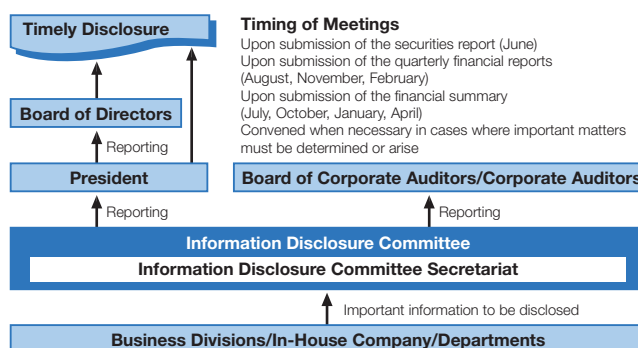 Timely Disclosure
Timing of Meetings
Upon submission of the securities report (June)
Upon submission of the quarterly financial reports
(August, November, February)
Upon submission of the financial summary
(July, October, January, April)
Convened when necessary in cases where important matters
must be determined or arise
Board of Directors
Reporting
President
Board of Corporate Auditors/Corporate Auditors
Reporting
Reporting
Information Disclosure Committee
Information Disclosure Committee Secretariat
Important information to be disclosed
Business Divisions/In-House Company/Departments